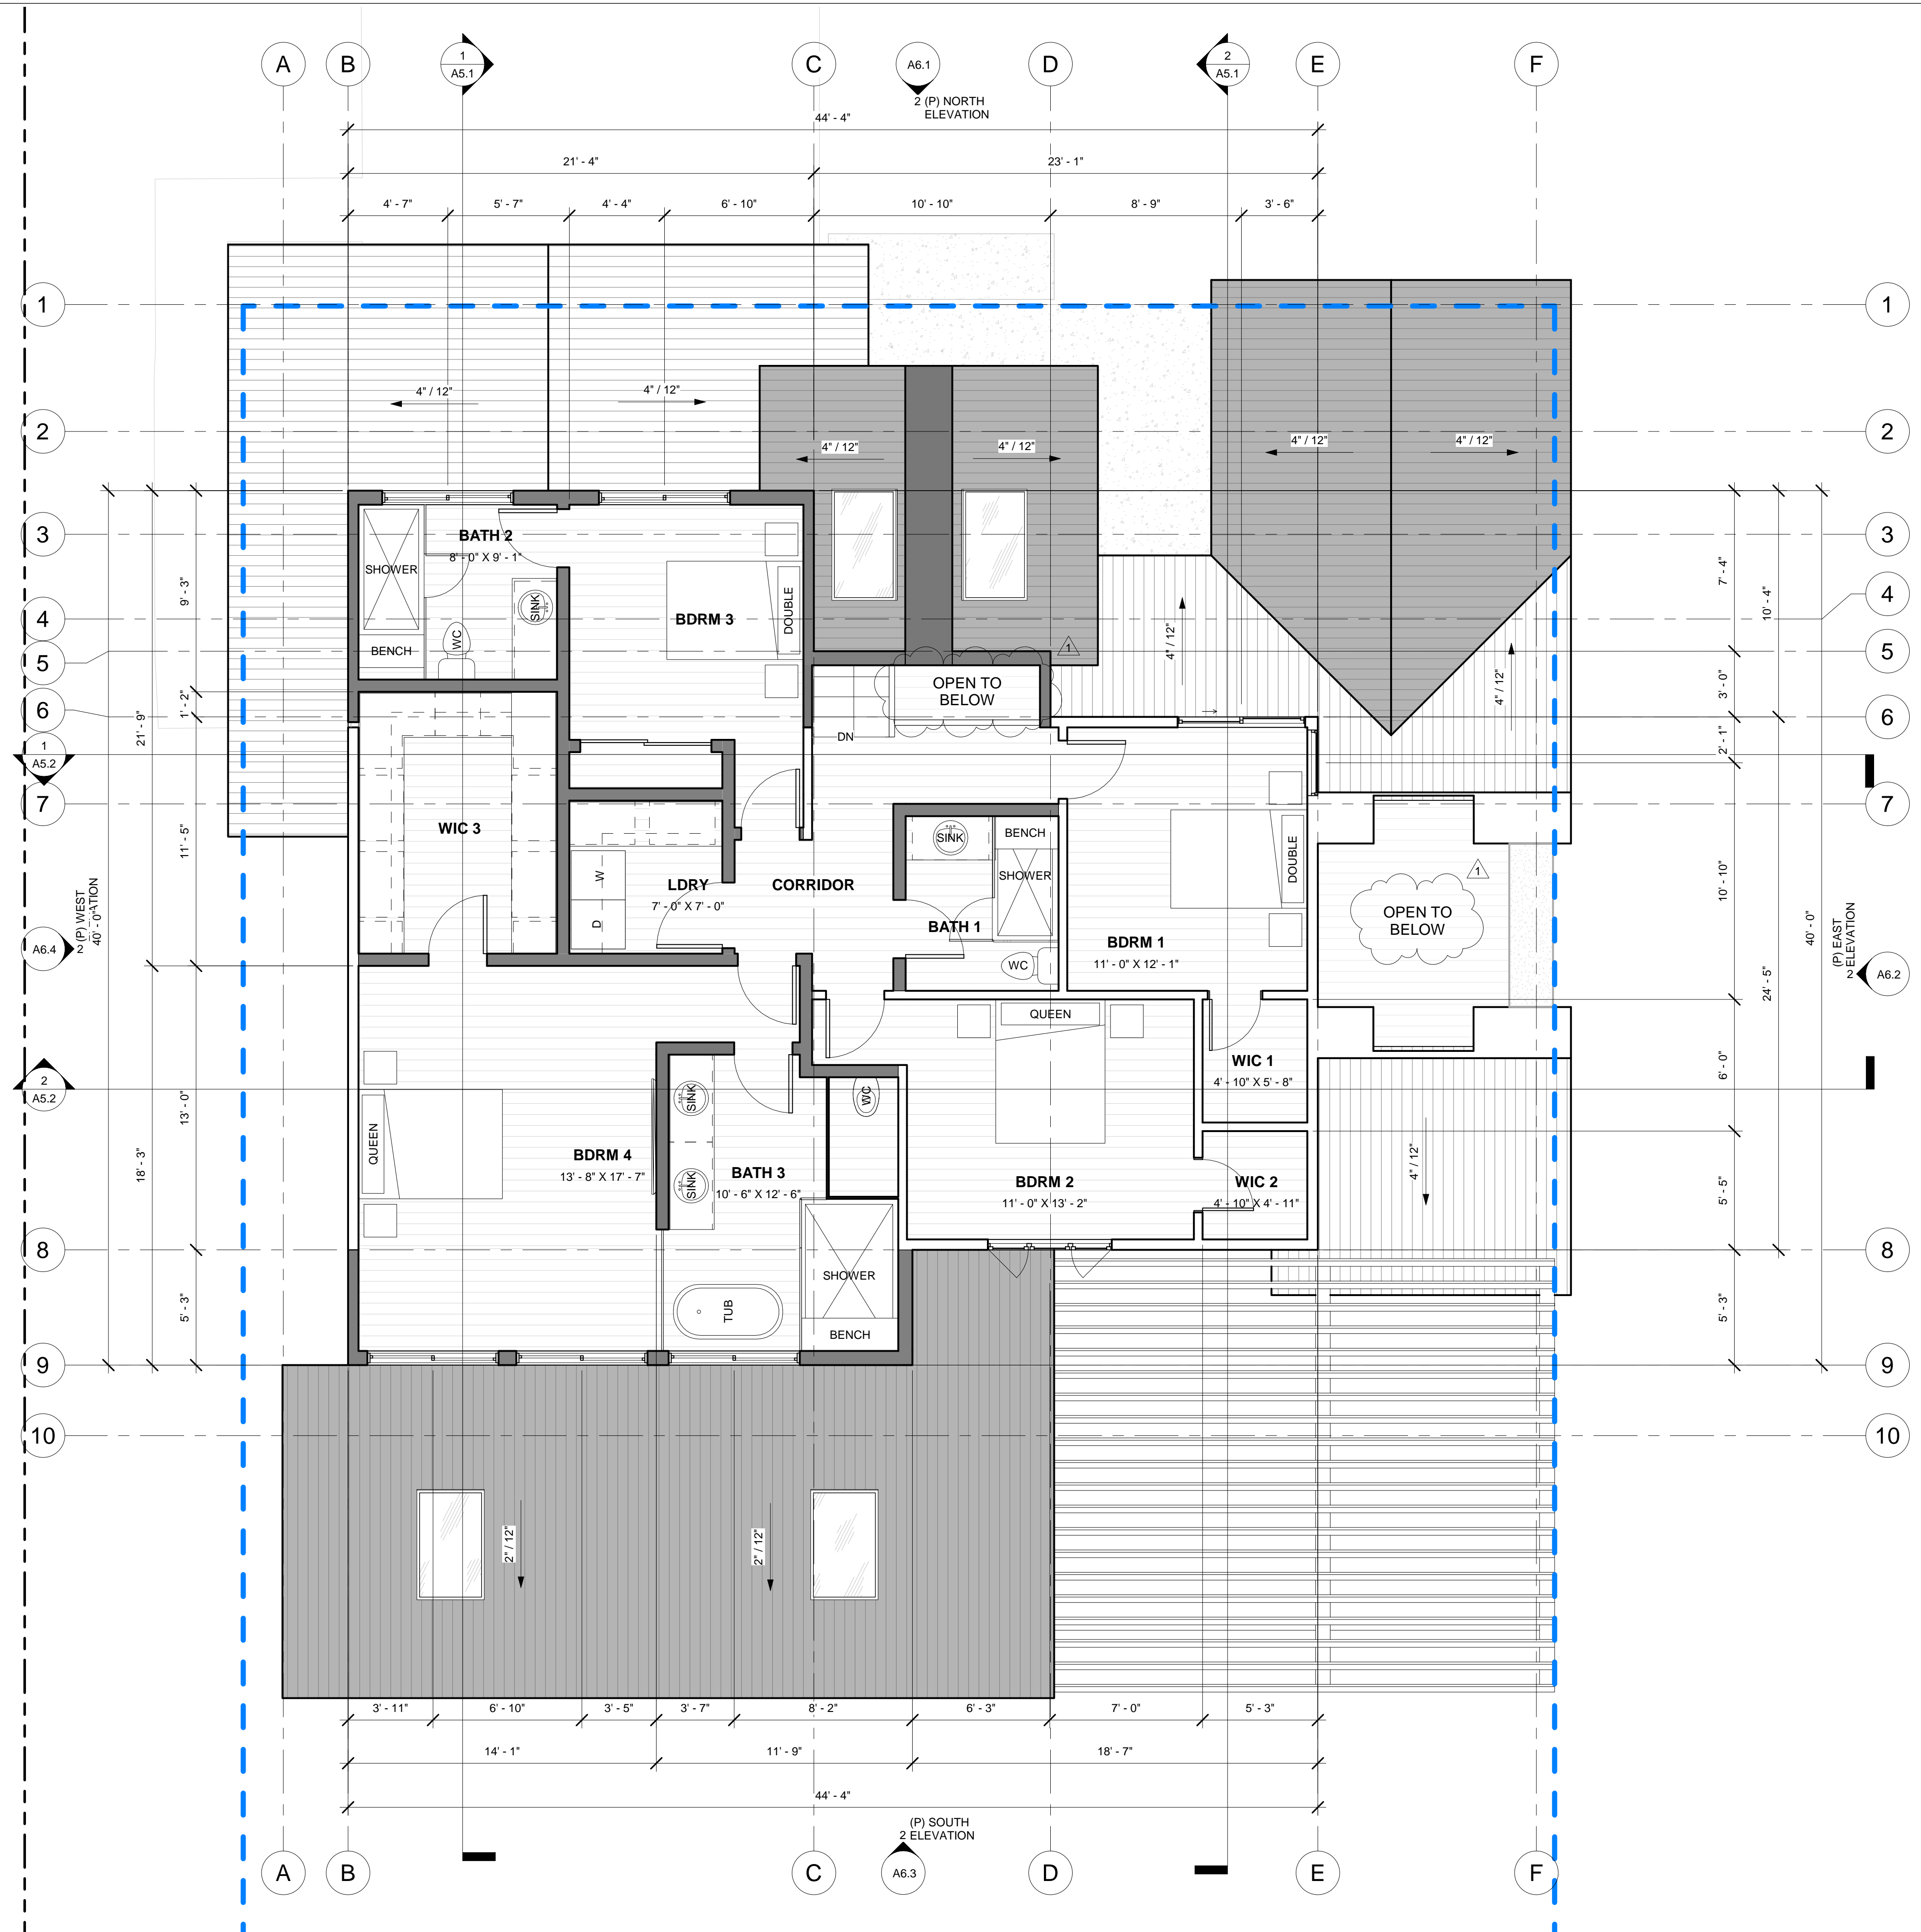 A
B
1
A5.1
C
A6.1
2 (P) NORTH
ELEVATION
D
2
A5.1
E
F
44' - 4"
21' - 4"
23' - 1"
4' - 7"
5' - 7"
4' - 4"
6' - 10"
10' - 10"
8' - 9"
3' - 6"
1
1
4" / 12"
4" / 12"
2
2
4" / 12"
4" / 12"
4" / 12"
4" / 12"
3
3
BATH 2
8' - 0" X 9' - 1"
SHOWER
SINK
WC
BENCH
BDRM 3
DOUBLE
9' - 3"
7' - 4"
10' - 4"
4
4
5
5
1
4" / 12"
4" / 12"
OPEN TO
BELOW
DN
1' - 2"
3' - 0"
6
6
21' - 9"
2' - 1"
1
A5.2
7
7
WIC 3
11' - 5"
W
D
LDRY
7' - 0" X 7' - 0"
CORRIDOR
SINK
BENCH
SHOWER
BATH 1
WC
DOUBLE
BDRM 1
11' - 0" X 12' - 1"
1
OPEN TO
BELOW
10' - 10"
40' - 0"
24' - 5"
A6.4
2
(P) WEST
40' - 0"
(P) EAST
ELEVATION
2
A6.2
QUEEN
WIC 1
4' - 10" X 5' - 8"
6' - 0"
2
A5.2
13' - 0"
18' - 3"
QUEEN
BDRM 4
13' - 8" X 17' - 7"
SINK
SINK
WC
BATH 3
10' - 6" X 12' - 6"
BDRM 2
11' - 0" X 13' - 2"
WIC 2
4' - 10" X 4' - 11"
4" / 12"
5' - 5"
8
8
SHOWER
TUB
BENCH
5' - 3"
5' - 3"
9
9
10
10
2" / 12"
2" / 12"
3' - 11"
6' - 10"
3' - 5"
3' - 7"
8' - 2"
6' - 3"
7' - 0"
5' - 3"
14' - 1"
11' - 9"
18' - 7"
44' - 4"
(P) SOUTH
2 ELEVATION
A6.3
A
B
C
D
E
F